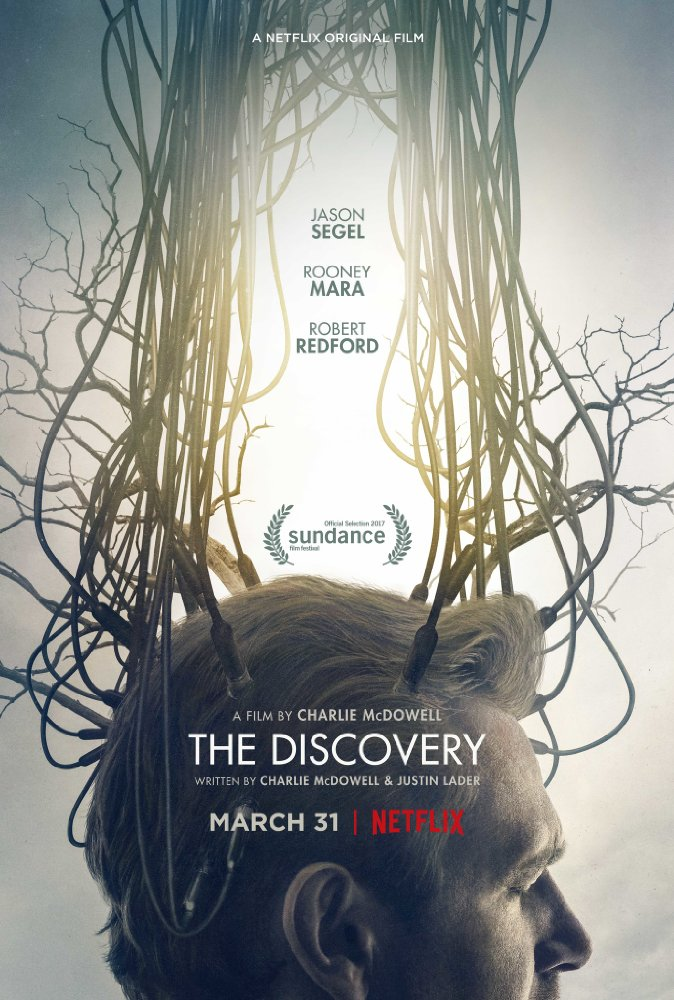 A NETFLIX ORIGINAL FILM
JASON
SEGEL
ROONEY
MARA
ROBERT
REDFORD
Official Selection 2017
sundance
film festival
A FILM BY CHARLIE McDOWELL
THE DISCOVERY
WRITTEN BY CHARLIE McDOWELL & JUSTIN LADER
MARCH 31 | NETFLIX